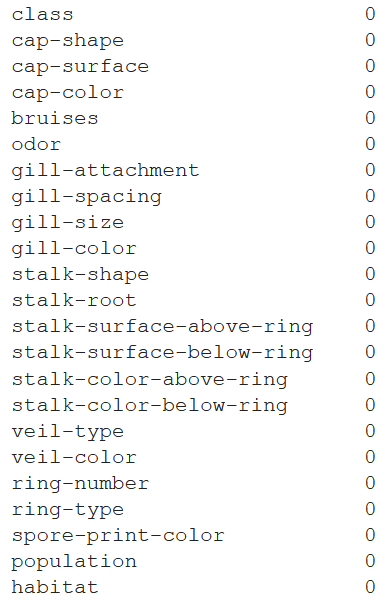 class 0
cap-shape 0
cap-surface 0
cap-color 0
bruises 0
odor 0
gill-attachment 0
gill-spacing 0
gill-size 0
gill-color 0
stalk-shape 0
stalk-root 0
stalk-surface-above-ring 0
stalk-surface-below-ring 0
stalk-color-above-ring 0
stalk-color-below-ring 0
veil-type 0
veil-color 0
ring-number 0
ring-type 0
spore-print-color 0
population 0
habitat 0